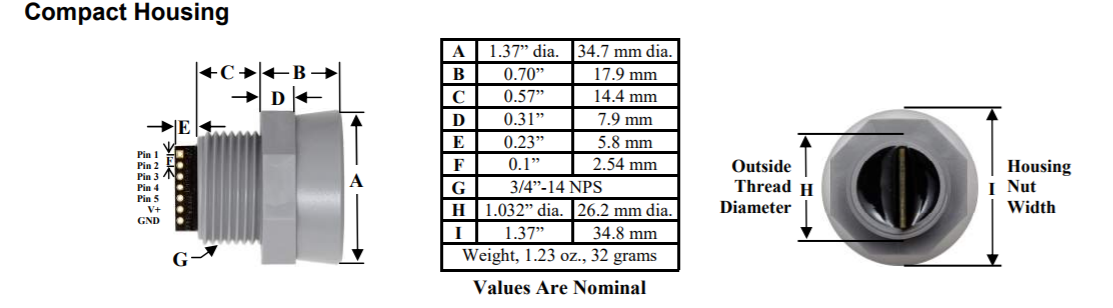 Compact Housing
C
B
D
E
Pin 1
Pin 2
Pin 3
Pin 4
Pin 5
V+
GND
F
A
G
A 1.37” dia. 34.7 mm dia.
B 0.70” 17.9 mm
C 0.57” 14.4 mm
D 0.31” 7.9 mm
E 0.23” 5.8 mm
F 0.1” 2.54 mm
G 3/4”-14 NPS
H 1.032” dia. 26.2 mm dia.
I 1.37” 34.8 mm
Weight, 1.23 oz., 32 grams
Values Are Nominal
Outside
Thread
Diameter
H
I
Housing
Nut
Width